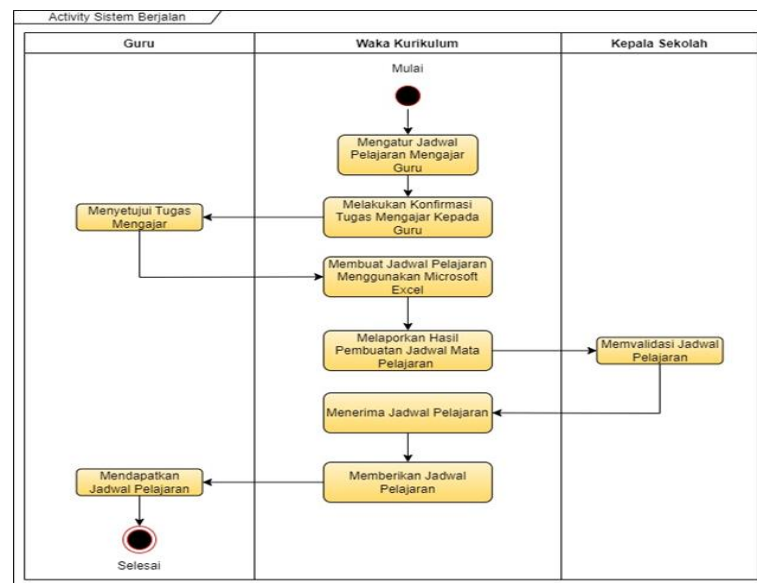 Activity Sistem Berjalan
Guru
Waka Kurikulum
Kepala Sekolah
Mulai
Mengatur Jadwal
Pelajaran Mengajar
Guru
Melakukan Konfirmasi
Tugas Mengajar Kepada
Guru
Menyetujui Tugas
Mengajar
Membuat Jadwal Pelajaran
Menggunakan Microsoft
Excel
Melaporkan Hasil
Pembuatan Jadwal Mata
Pelajaran
Memvalidasi Jadwal
Pelajaran
Menerima Jadwal Pelajaran
Memberikan Jadwal
Pelajaran
Mendapatkan
Jadwal Pelajaran
Selesai